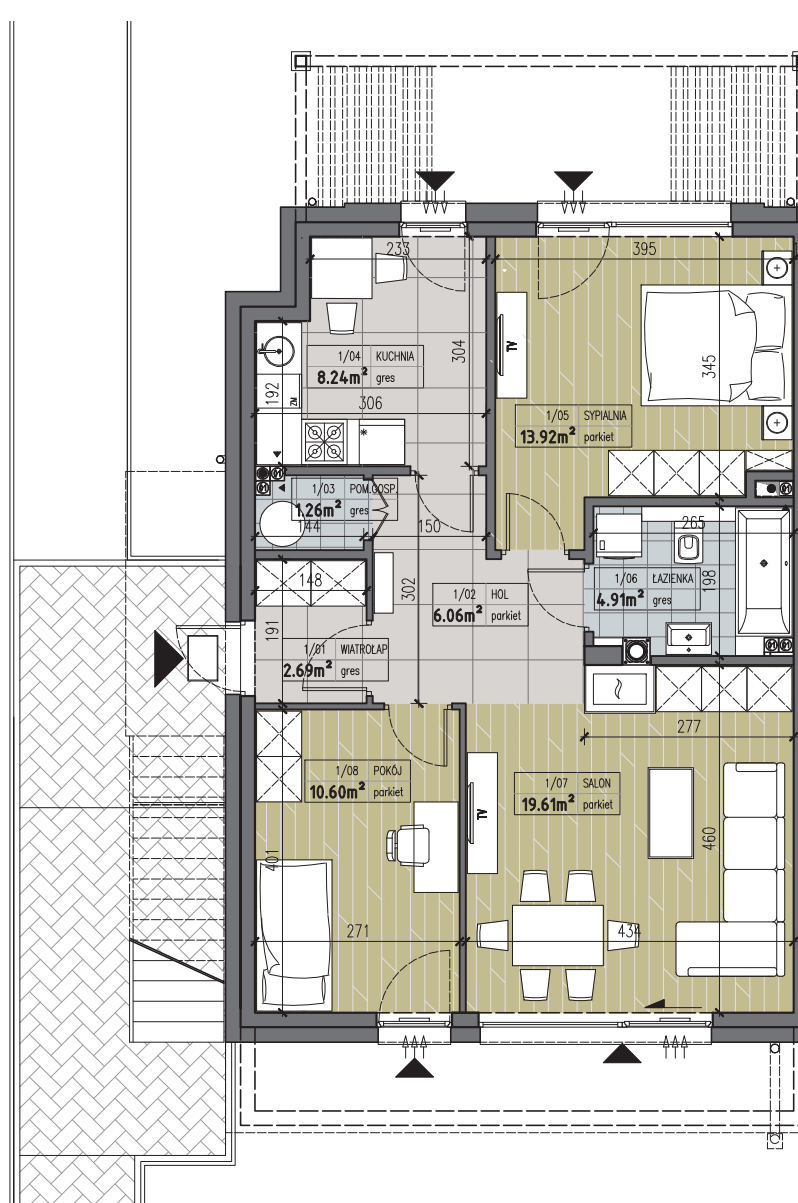 233
395
304
345
TV
1/04 KUCHNIA
8.24m² gres
192
ZM
306
*
1/05 SYPIALNIA
13.92m² parkiet
1/03 POM.GOSP.
1.26m² gres
144
150
265
198
1/06 ŁAZIENKA
4.91m² gres
148
302
1/02 HOL
6.06m² parkiet
191
1/01 WIATROŁAP
2.69m² gres
277
1/08 POKÓJ
10.60m² parkiet
1/07 SALON
19.61m² parkiet
TV
401
460
271
434